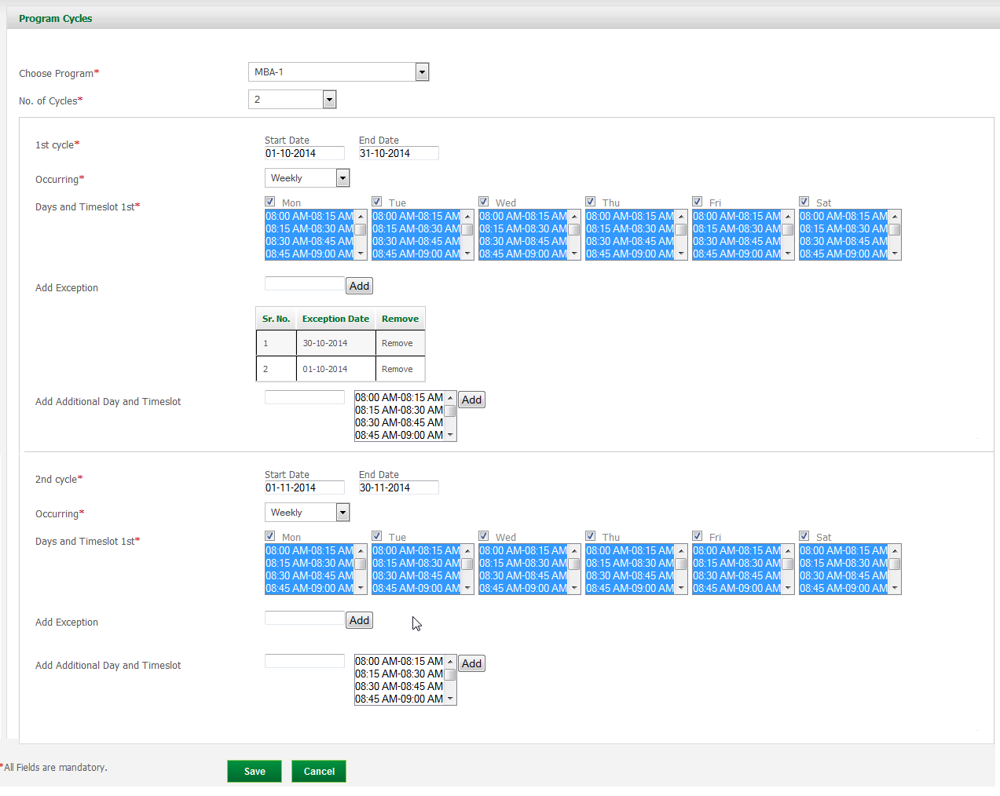 Program Cycles
Choose Program* MBA-1
No. of Cycles* 2
Start Date End Date
1st cycle* 01-10-2014 31-10-2014
Occurring* Weekly
Mon Tue Wed Thu Fri Sat
Days and Timeslot 1st*
08:00 AM-08:15 AM 08:00 AM-08:15 AM 08:00 AM-08:15 AM 08:00 AM-08:15 AM 08:00 AM-08:15 AM 08:00 AM-08:15 AM
08:15 AM-08:30 AM 08:15 AM-08:30 AM 08:15 AM-08:30 AM 08:15 AM-08:30 AM 08:15 AM-08:30 AM 08:15 AM-08:30 AM
08:30 AM-08:45 AM 08:30 AM-08:45 AM 08:30 AM-08:45 AM 08:30 AM-08:45 AM 08:30 AM-08:45 AM 08:30 AM-08:45 AM
08:45 AM-09:00 AM 08:45 AM-09:00 AM 08:45 AM-09:00 AM 08:45 AM-09:00 AM 08:45 AM-09:00 AM 08:45 AM-09:00 AM
Add Exception Add
Sr. No. Exception Date Remove
1 30-10-2014 Remove
2 01-10-2014 Remove
Add Additional Day and Timeslot 08:00 AM-08:15 AM Add
08:15 AM-08:30 AM
08:30 AM-08:45 AM
08:45 AM-09:00 AM
Start Date End Date
2nd cycle* 01-11-2014 30-11-2014
Occurring* Weekly
Mon Tue Wed Thu Fri Sat
Days and Timeslot 1st*
08:00 AM-08:15 AM 08:00 AM-08:15 AM 08:00 AM-08:15 AM 08:00 AM-08:15 AM 08:00 AM-08:15 AM 08:00 AM-08:15 AM
08:15 AM-08:30 AM 08:15 AM-08:30 AM 08:15 AM-08:30 AM 08:15 AM-08:30 AM 08:15 AM-08:30 AM 08:15 AM-08:30 AM
08:30 AM-08:45 AM 08:30 AM-08:45 AM 08:30 AM-08:45 AM 08:30 AM-08:45 AM 08:30 AM-08:45 AM 08:30 AM-08:45 AM
08:45 AM-09:00 AM 08:45 AM-09:00 AM 08:45 AM-09:00 AM 08:45 AM-09:00 AM 08:45 AM-09:00 AM 08:45 AM-09:00 AM
Add Exception Add
Add Additional Day and Timeslot 08:00 AM-08:15 AM Add
08:15 AM-08:30 AM
08:30 AM-08:45 AM
08:45 AM-09:00 AM
*All Fields are mandatory. Save Cancel